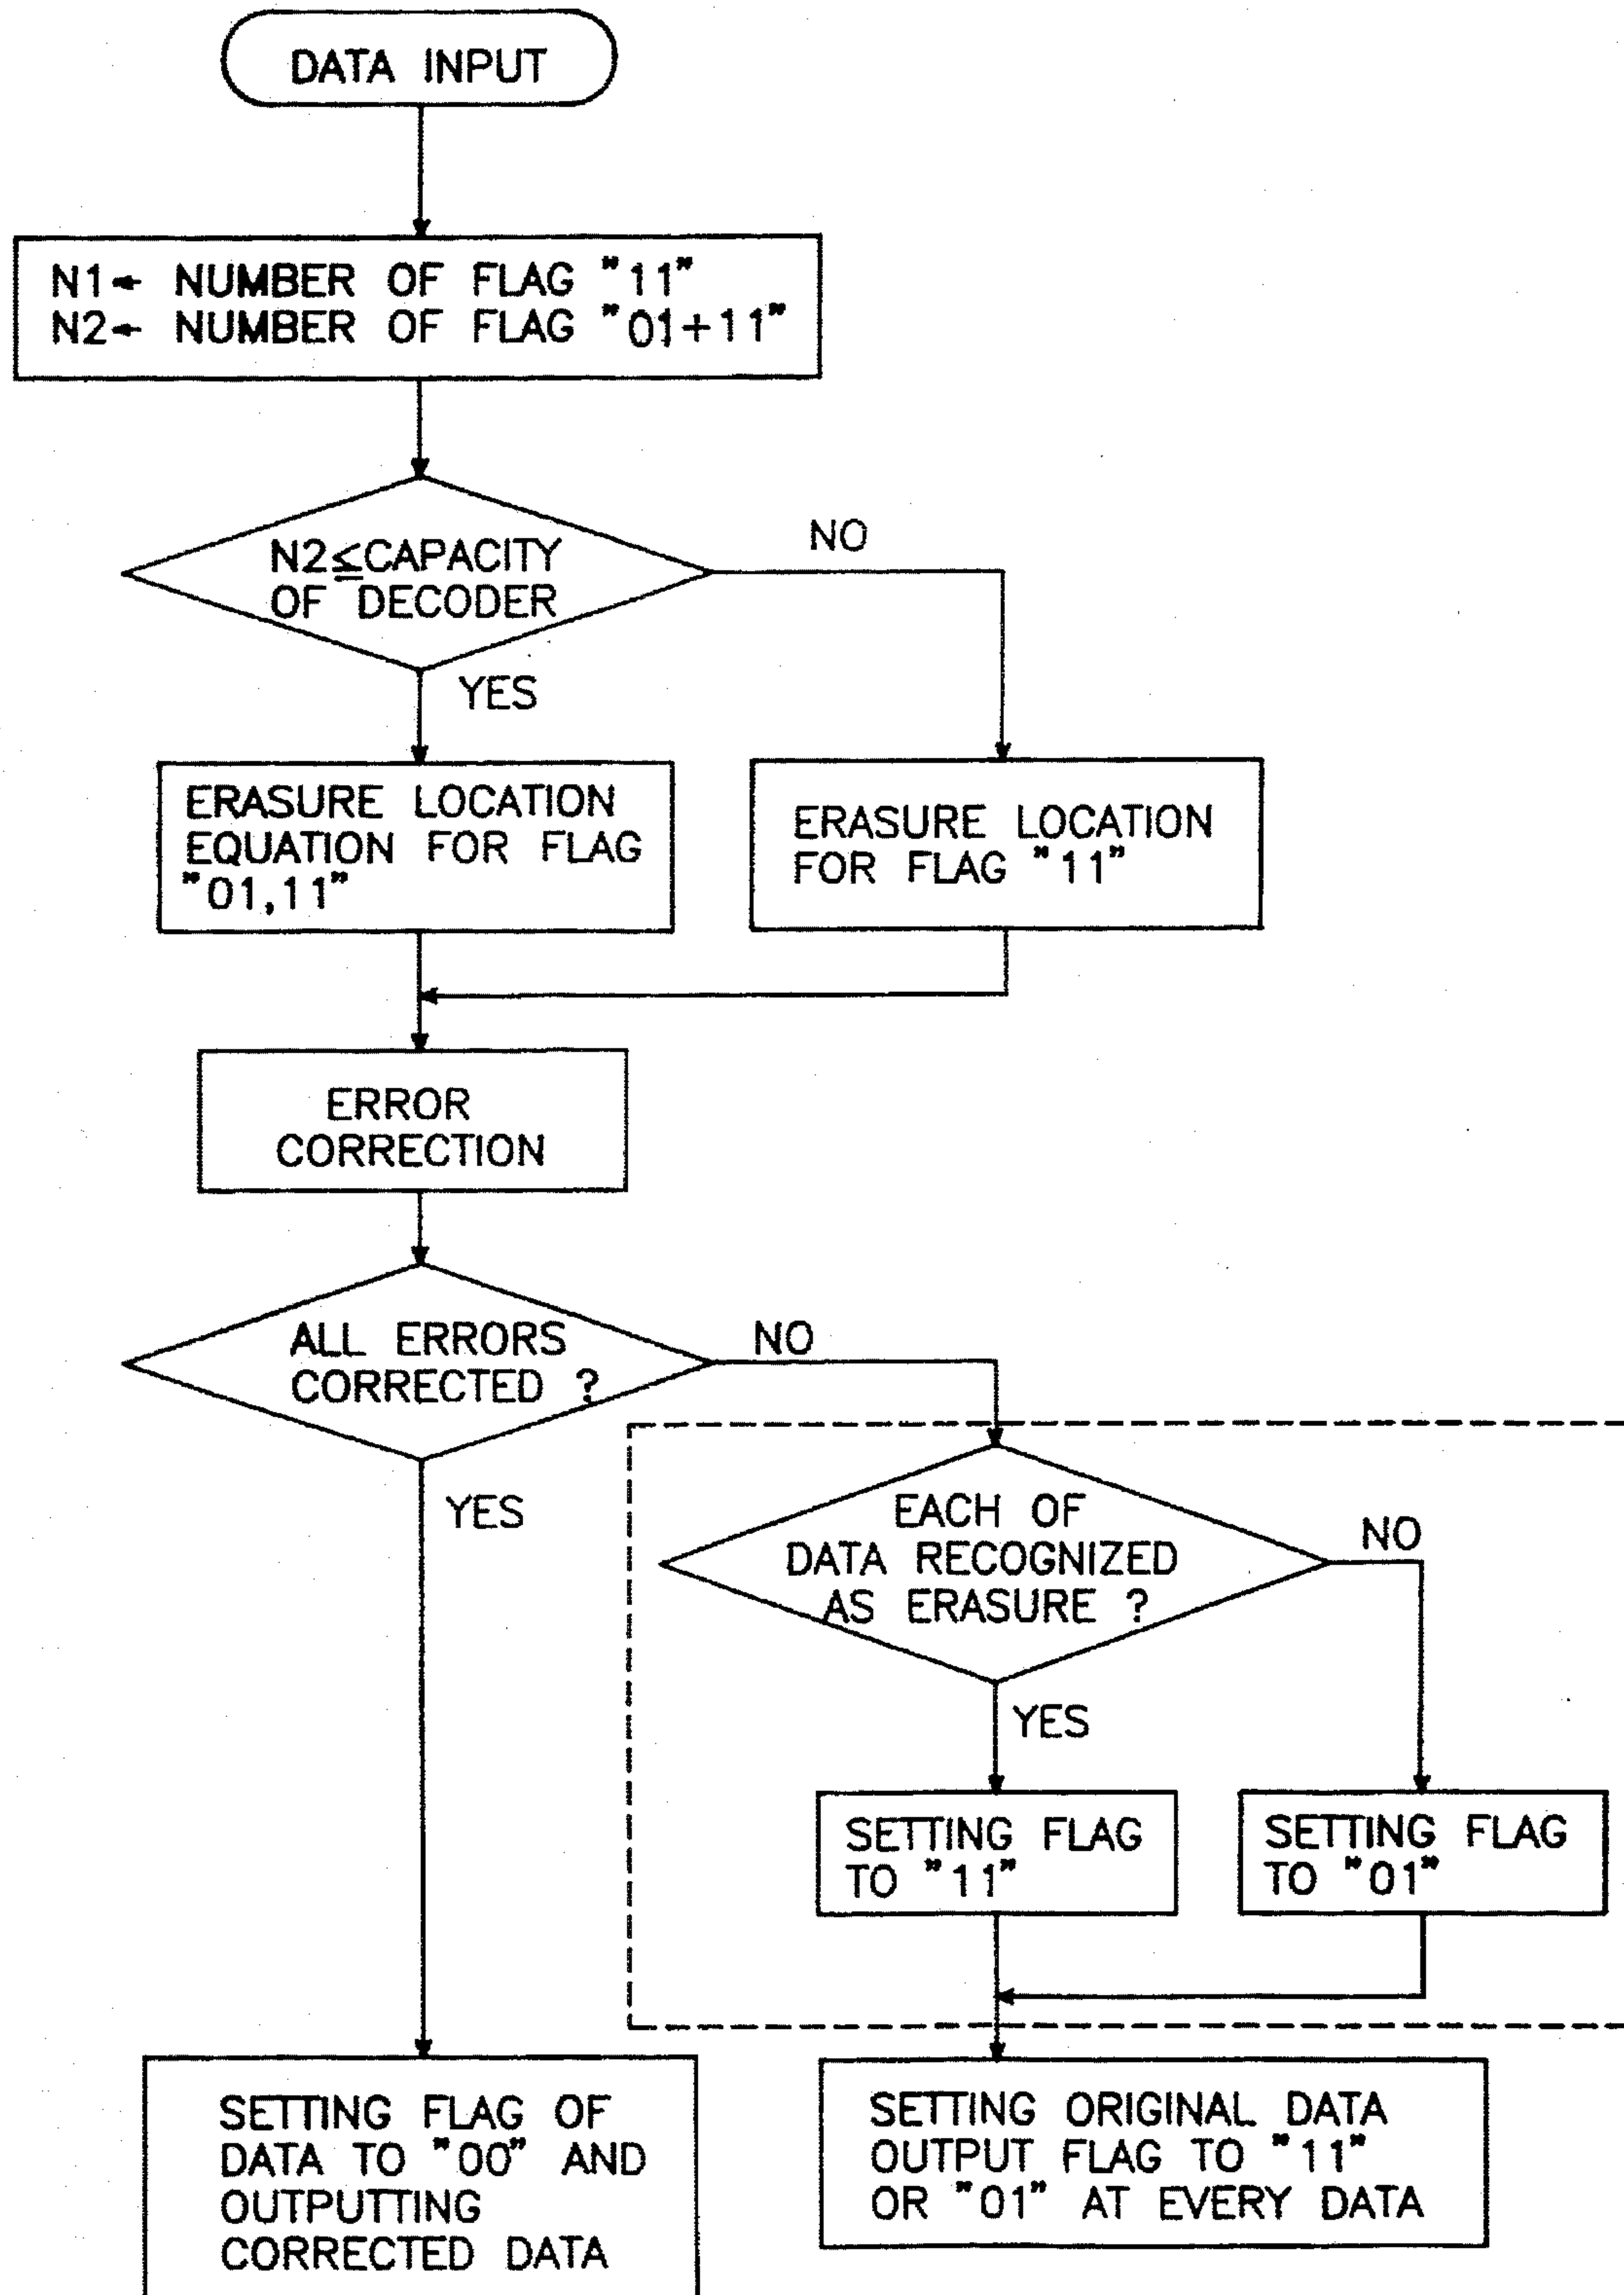 DATA INPUT
N1← NUMBER OF FLAG "11"
N2← NUMBER OF FLAG "01+11"
N2≤CAPACITY
OF DECODER
NO
YES
ERASURE LOCATION
EQUATION FOR FLAG
"01,11"
ERASURE LOCATION
FOR FLAG "11"
ERROR
CORRECTION
ALL ERRORS
CORRECTED ?
NO
YES
EACH OF
DATA RECOGNIZED
AS ERASURE ?
NO
YES
SETTING FLAG
TO "11"
SETTING FLAG
TO "01"
SETTING FLAG OF
DATA TO "00" AND
OUTPUTTING
CORRECTED DATA
SETTING ORIGINAL DATA
OUTPUT FLAG TO "11"
OR "01" AT EVERY DATA